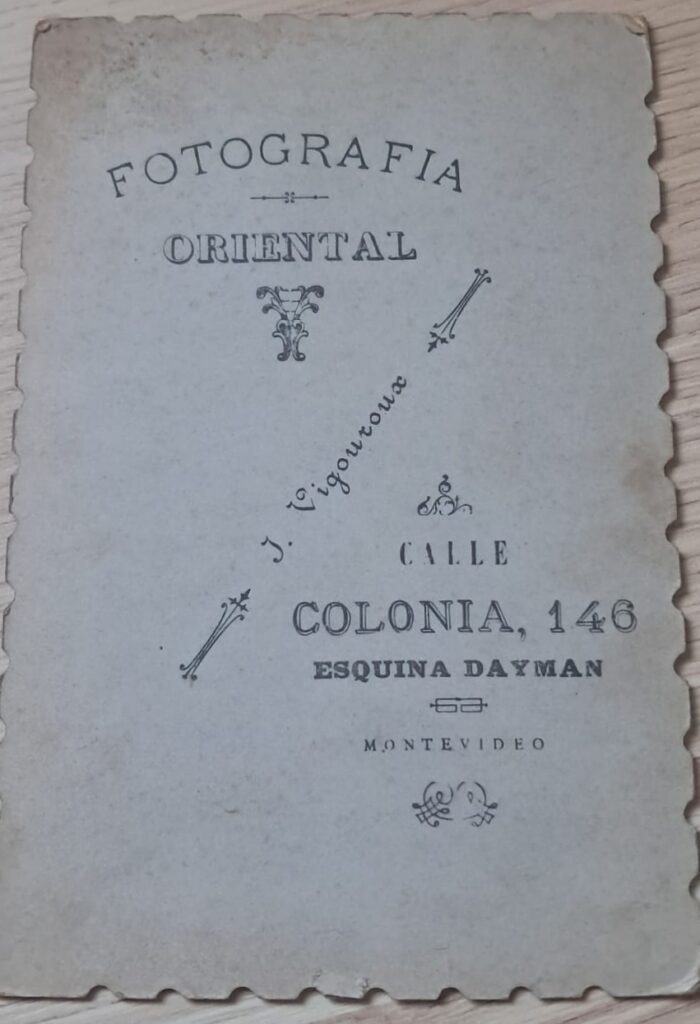 FOTOGRAFIA
ORIENTAL
J. Vigouroux
CALLE
COLONIA, 146
ESQUINA DAYMAN
MONTEVIDEO